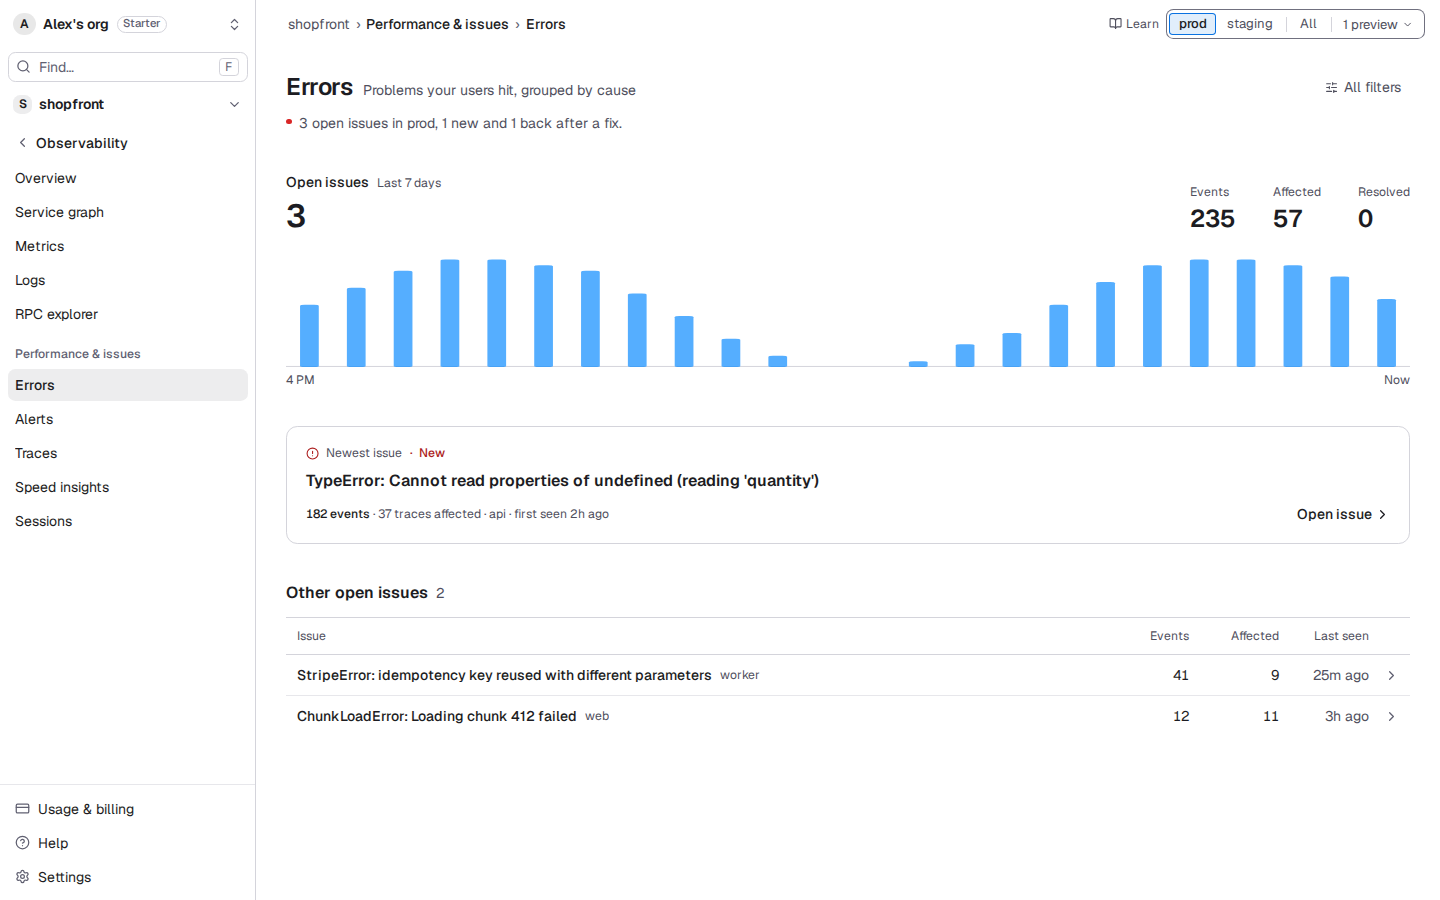 A Alex's org Starter
Find... F
S shopfront
Observability
Overview
Service graph
Metrics
Logs
RPC explorer
Performance & issues
Errors
Alerts
Traces
Speed insights
Sessions
Usage & billing
Help
Settings
shopfront › Performance & issues › Errors
Learn prod staging All 1 preview
Errors Problems your users hit, grouped by cause
All filters
3 open issues in prod, 1 new and 1 back after a fix.
Open issues Last 7 days
3
Events Affected Resolved
235 57 0
4 PM Now
Newest issue · New
TypeError: Cannot read properties of undefined (reading 'quantity')
182 events · 37 traces affected · api · first seen 2h ago
Open issue
Other open issues 2
Issue Events Affected Last seen
StripeError: idempotency key reused with different parameters worker 41 9 25m ago
ChunkLoadError: Loading chunk 412 failed web 12 11 3h ago